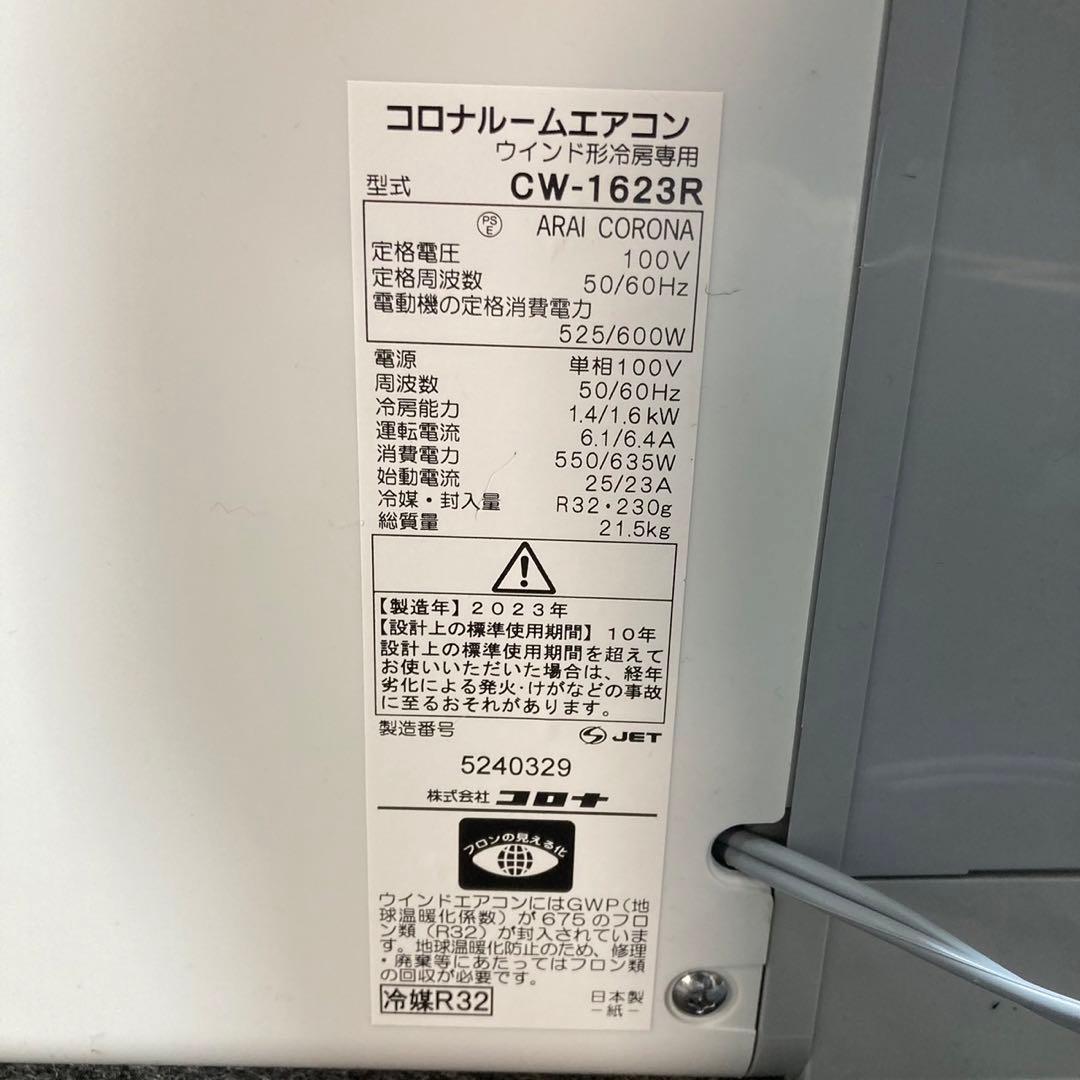 コロナルームエアコン
ウインド形冷房専用
型式 CW-1623R
PS E ARAI CORONA
定格電圧 100V
定格周波数 50/60Hz
電動機の定格消費電力
525/600W
電源 単相100V
周波数 50/60Hz
冷房能力 1.4/1.6kW
運転電流 6.1/6.4A
消費電力 550/635W
始動電流 25/23A
冷媒・封入量 R32・230g
総質量 21.5kg
【製造年】2023年
【設計上の標準使用期間】10年
設計上の標準使用期間を超えて
お使いいただいた場合は、経年
劣化による発火・けがなどの事故
に至るおそれがあります。
製造番号 JET
5240329
株式会社 コロナ
フロンの見える化
ウインドエアコンにはGWP(地
球温暖化係数)が675のフロ
ン類(R32)が封入されていま
す。地球温暖化防止のため、修理
・廃棄等にあたってはフロン類
の回収が必要です。
冷媒R32 日本製
－紙－